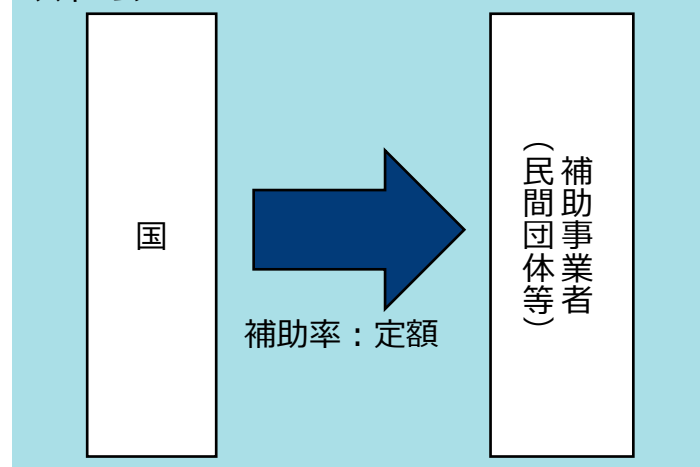 国
補助率：定額
補助事業者
（民間団体等）